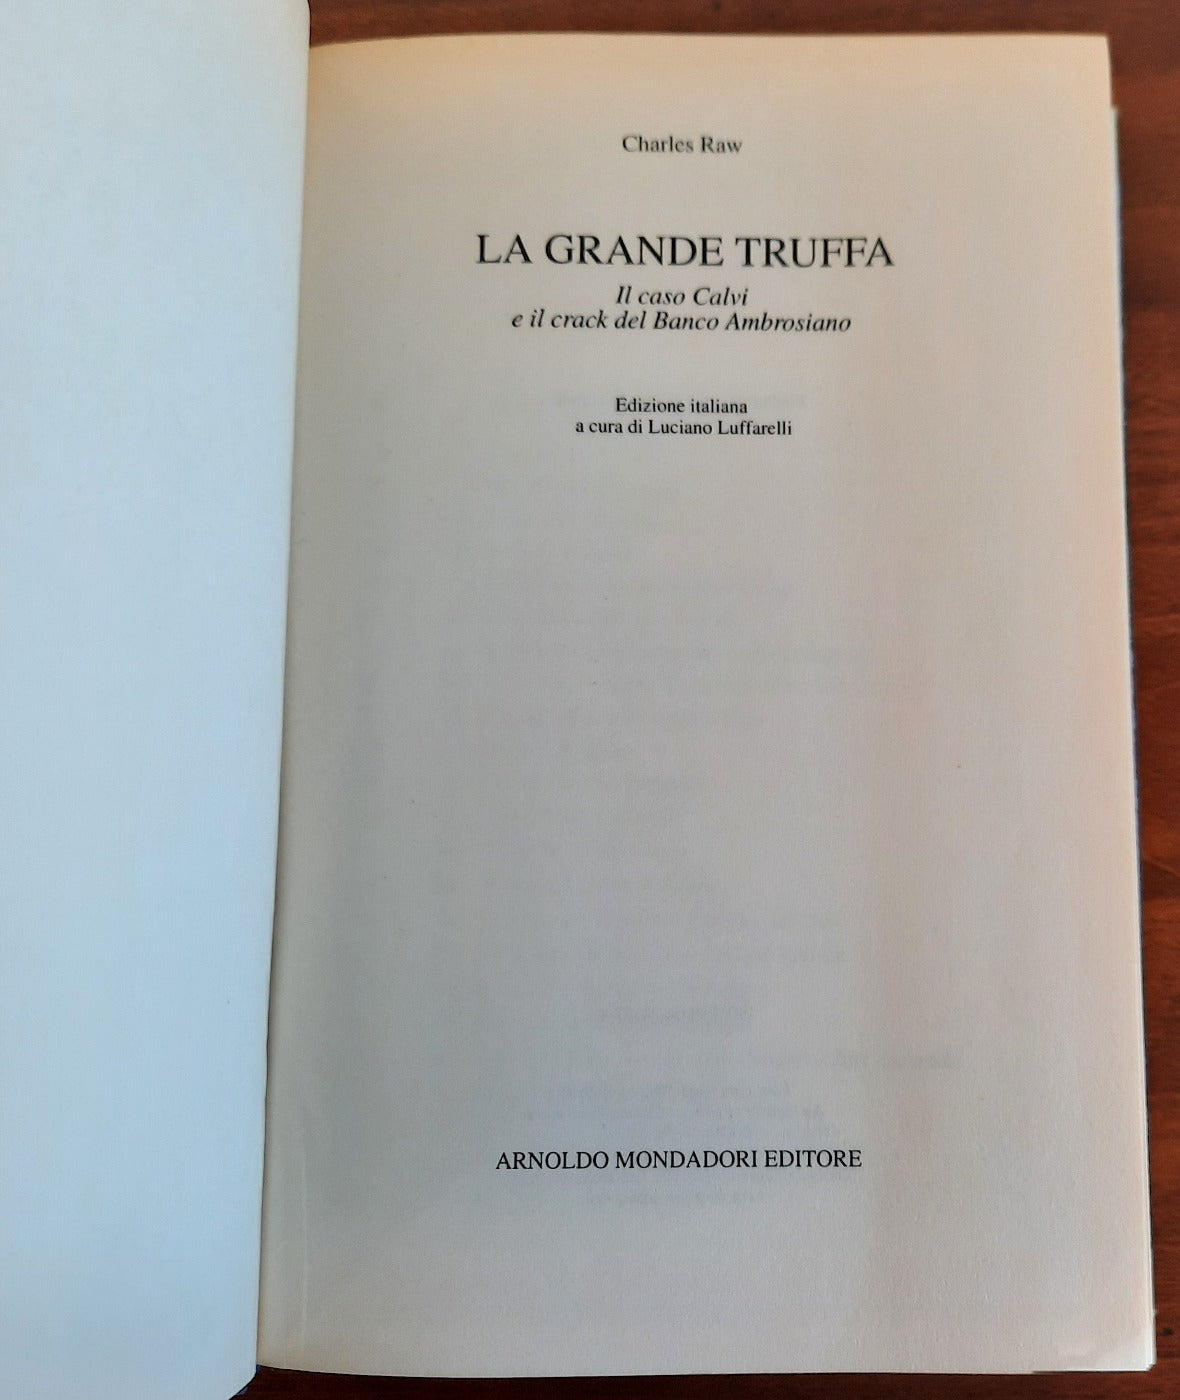 Charles Raw
LA GRANDE TRUFFA
Il caso Calvi
e il crack del Banco Ambrosiano
Edizione italiana
a cura di Luciano Luffarelli
ARNOLDO MONDADORI EDITORE